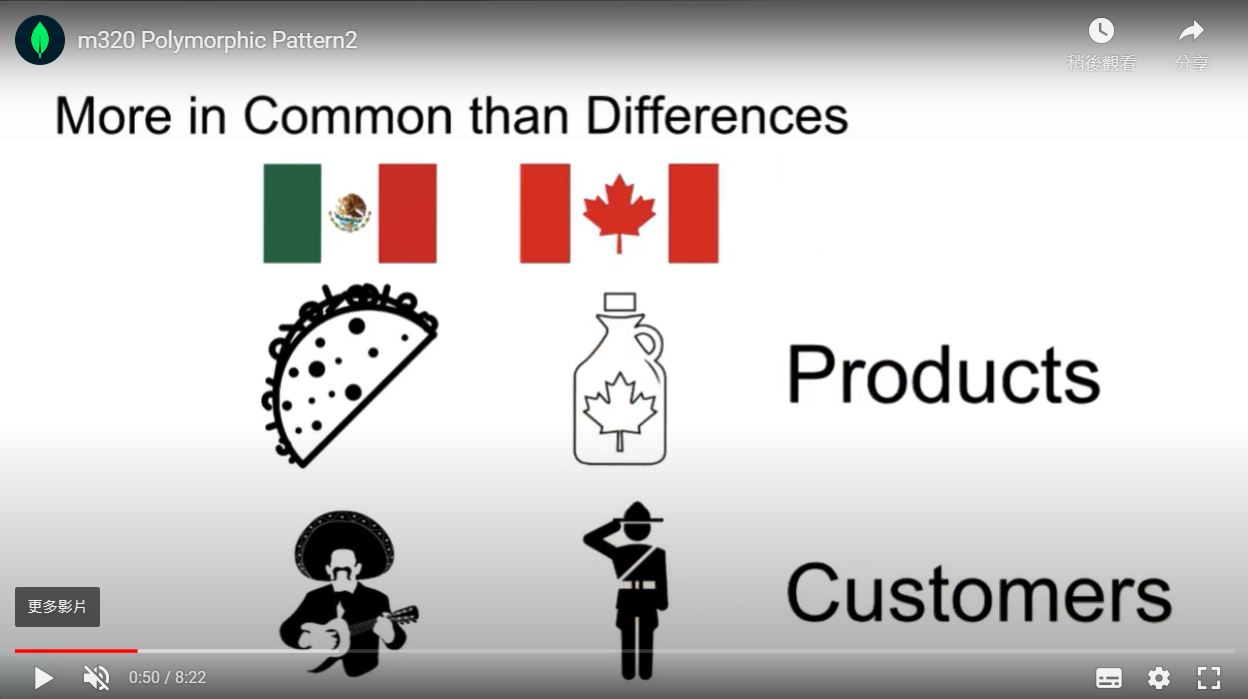 m320 Polymorphic Pattern2
稍後觀看
分享
More in Common than Differences
Products
Customers
更多影片
0:50 / 8:22